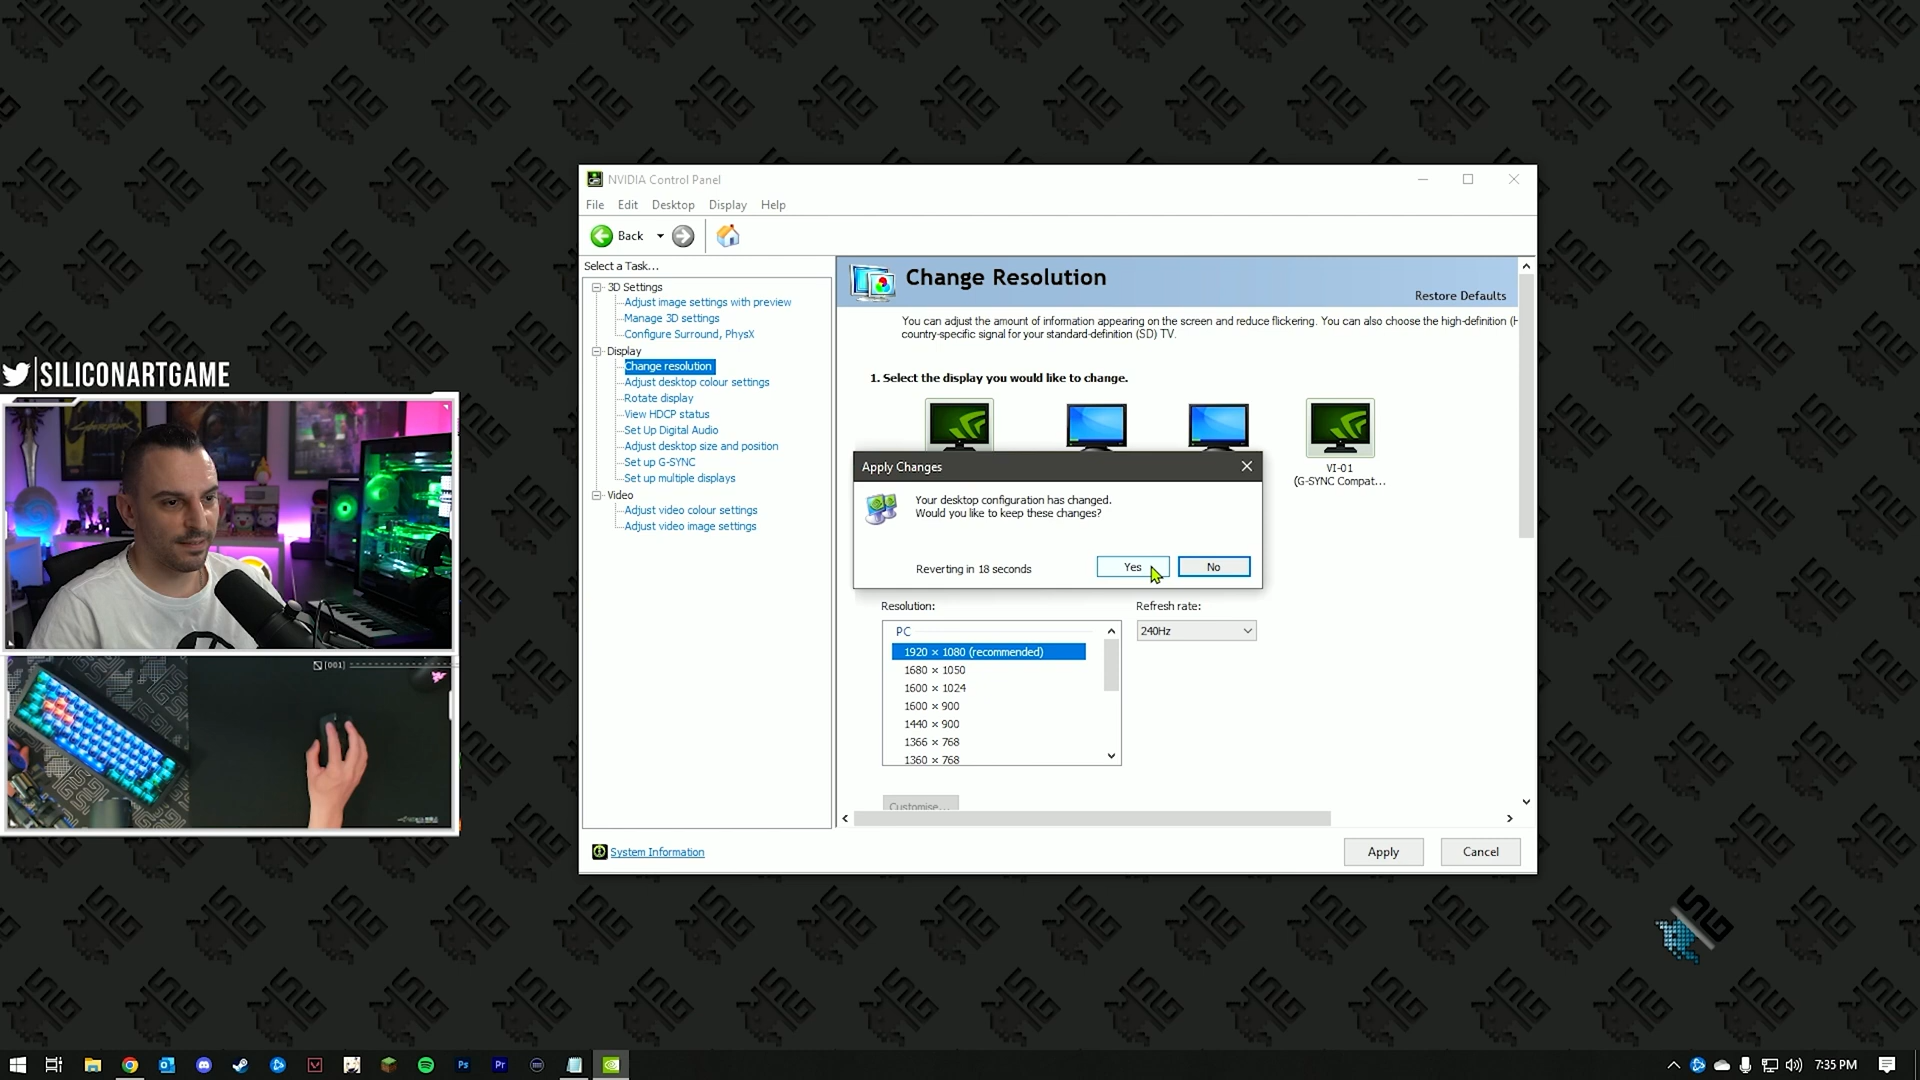 NVIDIA Control Panel
File Edit Desktop Display Help
Back
Select a Task...
3D Settings
Adjust image settings with preview
Manage 3D settings
Configure Surround, PhysX
Display
Change resolution
Adjust desktop colour settings
Rotate display
View HDCP status
Set Up Digital Audio
Adjust desktop size and position
Set up G-SYNC
Set up multiple displays
Video
Adjust video colour settings
Adjust video image settings
System Information
Change Resolution
Restore Defaults
You can adjust the amount of information appearing on the screen and reduce flickering. You can also choose the high-definition (H
country-specific signal for your standard-definition (SD) TV.
1. Select the display you would like to change.
VI-01
(G-SYNC Compat...
Apply Changes
Your desktop configuration has changed.
Would you like to keep these changes?
Reverting in 18 seconds
Yes
No
Resolution:
PC
1920 × 1080 (recommended)
1680 × 1050
1600 × 1024
1600 × 900
1440 × 900
1366 × 768
1360 × 768
Refresh rate:
240Hz
Customise...
Apply
Cancel
SILICONARTGAME
[001]
Ps
Pr
7:35 PM